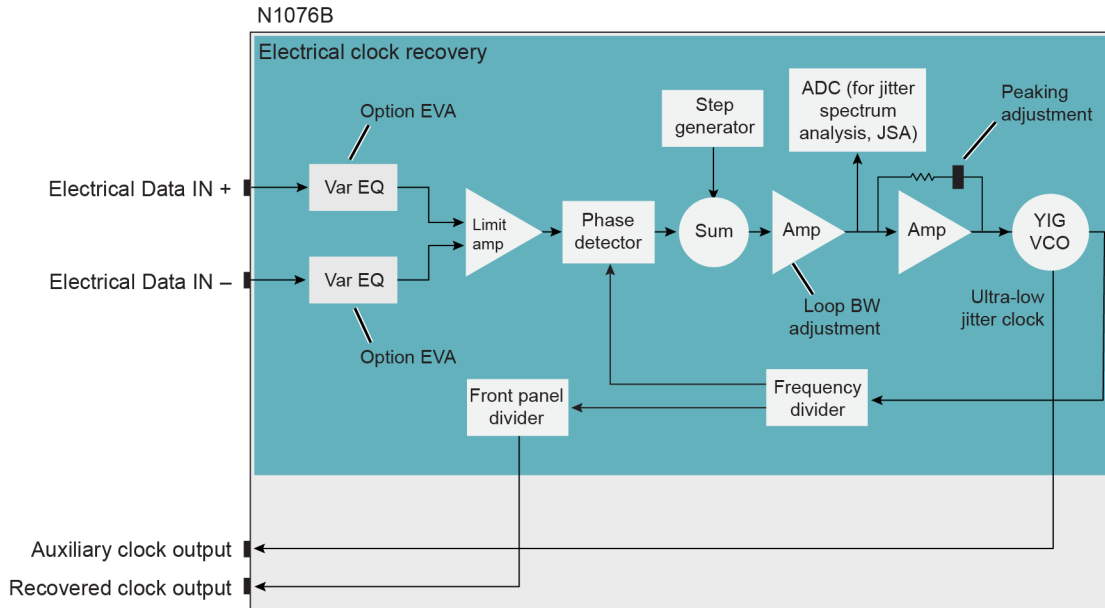 N1076B
Electrical clock recovery
Option EVA
Electrical Data IN +
Var EQ
Electrical Data IN –
Var EQ
Option EVA
Limit
amp
Phase
detector
Step
generator
Sum
ADC (for jitter
spectrum
analysis, JSA)
Amp
Loop BW
adjustment
Peaking
adjustment
Amp
YIG
VCO
Ultra-low
jitter clock
Frequency
divider
Front panel
divider
Auxiliary clock output
Recovered clock output